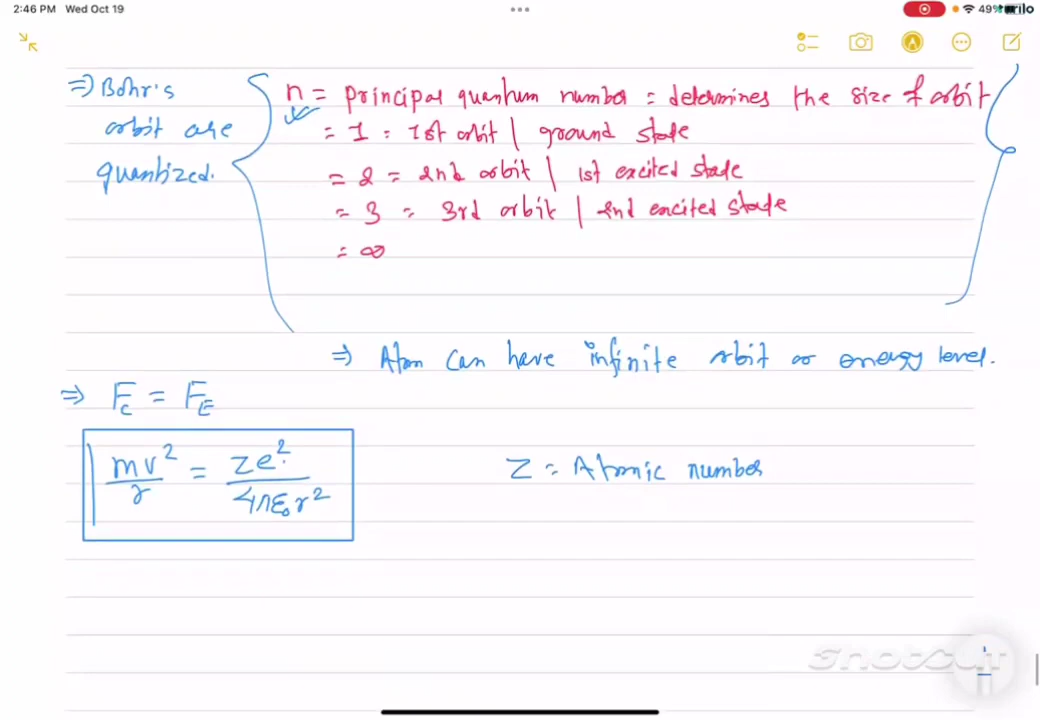 2:46 PM Wed Oct 19
49%
⇒ Bohr's orbit are quantized.
n = principal quantum number = determines the size of orbit
= 1 = 1st orbit | ground state
= 2 = 2nd orbit | 1st excited state
= 3 = 3rd orbit | 2nd excited state
= ∞
⇒ Atom can have infinite orbit or energy level.
⇒ F_c = F_E
mv²/r = Ze²/4πε₀r²
Z = Atomic number
shotcut